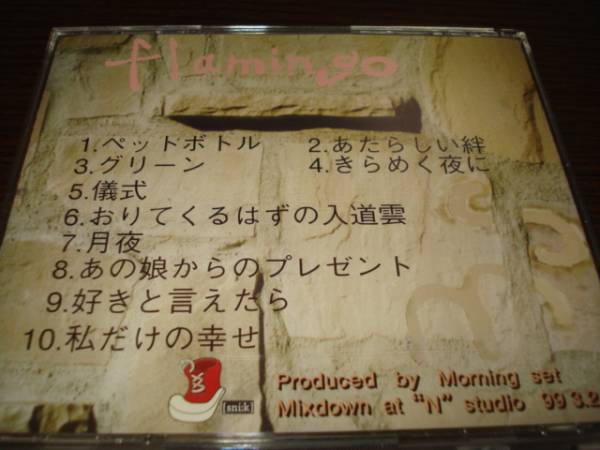 flamingo
1.ペットボトル 2.あたらしい絆
3.グリーン 4.きらめく夜に
5.儀式
6.おりてくるはずの入道雲
7.月夜
8.あの娘からのプレゼント
9.好きと言えたら
10.私だけの幸せ
[sni:k]
Produced by Morning set
Mixdown at "N" studio 99 3.2